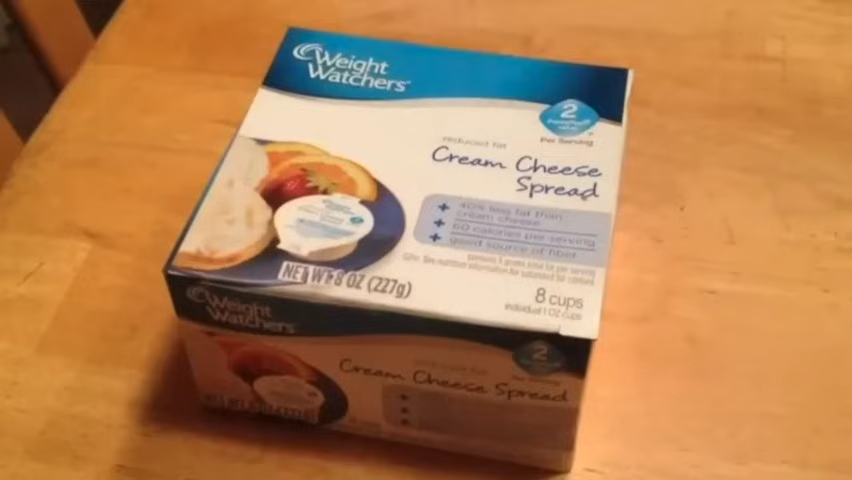 Weight
Watchers
2
PointsPlus
Per Serving
reduced fat
Cream Cheese
Spread
+ 40% less fat than
cream cheese
+ 60 calories per serving
+ good source of fiber
NET WT 8 OZ (227g)
8 cups
individual 1 OZ cups
Weight
Watchers
2
Cream Cheese Spread